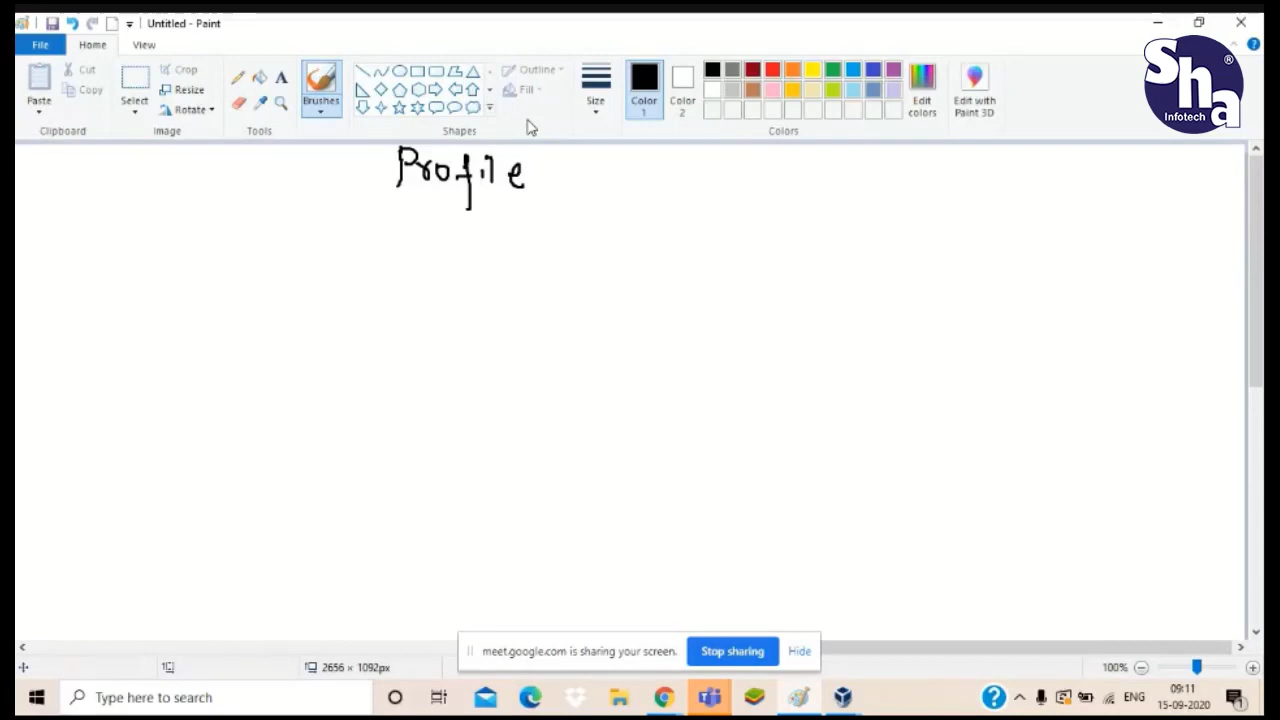 Untitled - Paint
File Home View
Paste Cut Copy Select Crop Resize Rotate Brushes Outline Fill Size Color 1 Color 2 Edit colors Edit with Paint 3D
Clipboard Image Tools Shapes Colors
Sha ® Infotech
Profile
meet.google.com is sharing your screen. Stop sharing Hide
2656 × 1092px 100%
Type here to search ENG 09:11 15-09-2020 1